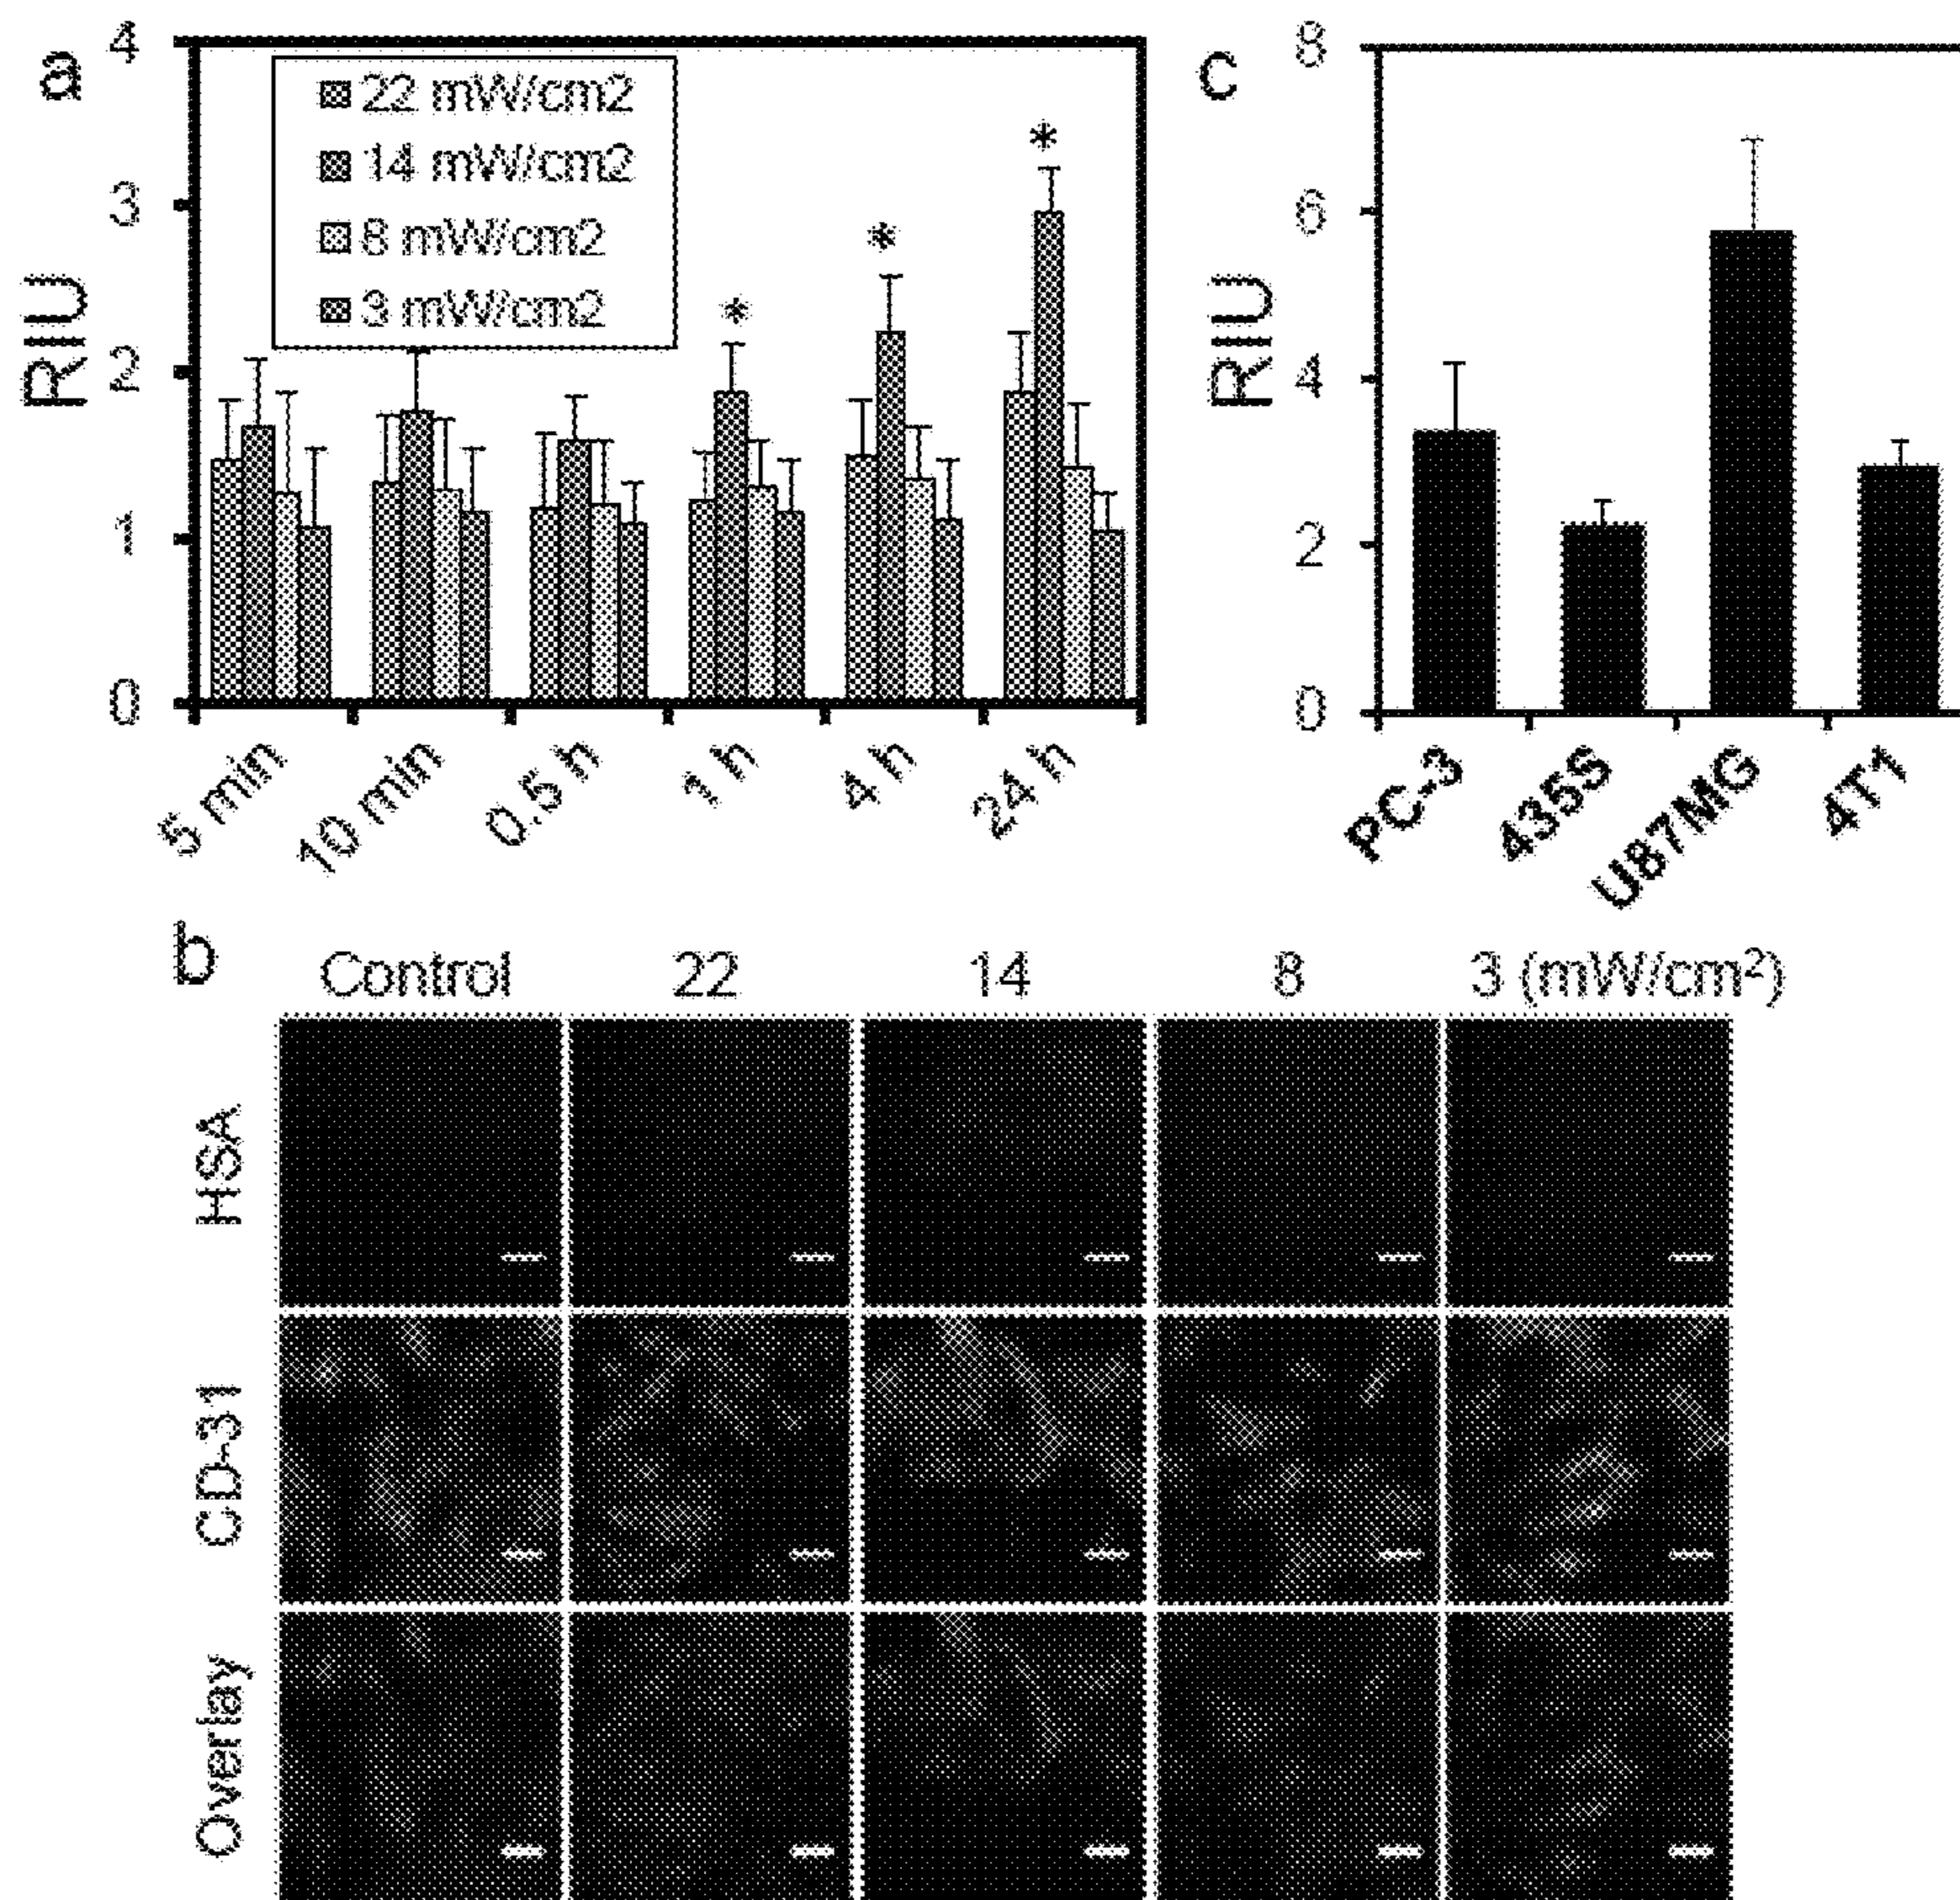 a
4
3
2
1
0
RIU
22 mW/cm2
14 mW/cm2
8 mW/cm2
3 mW/cm2
*
*
*
5 min
10 min
0.5 h
1 h
4 h
24 h
c
8
6
4
2
0
RIU
PC-3
435S
U87MG
4T1
b
Control 22 14 8 3 (mW/cm²)
HSA
CD-31
Overlay